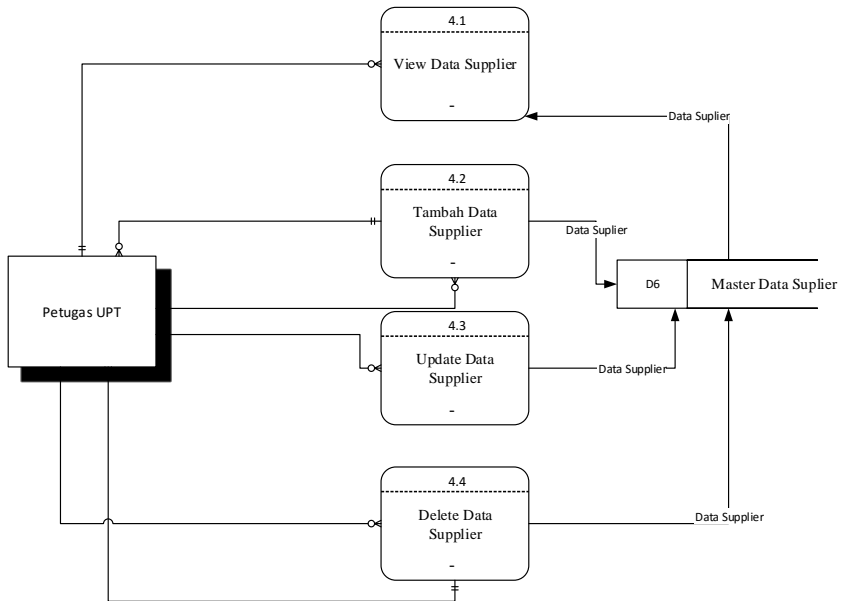 4.1
View Data Supplier
-
Data Suplier
4.2
Tambah Data
Supplier
-
Data Suplier
Petugas UPT
D6
Master Data Suplier
4.3
Update Data
Supplier
-
Data Supplier
4.4
Delete Data
Supplier
-
Data Supplier